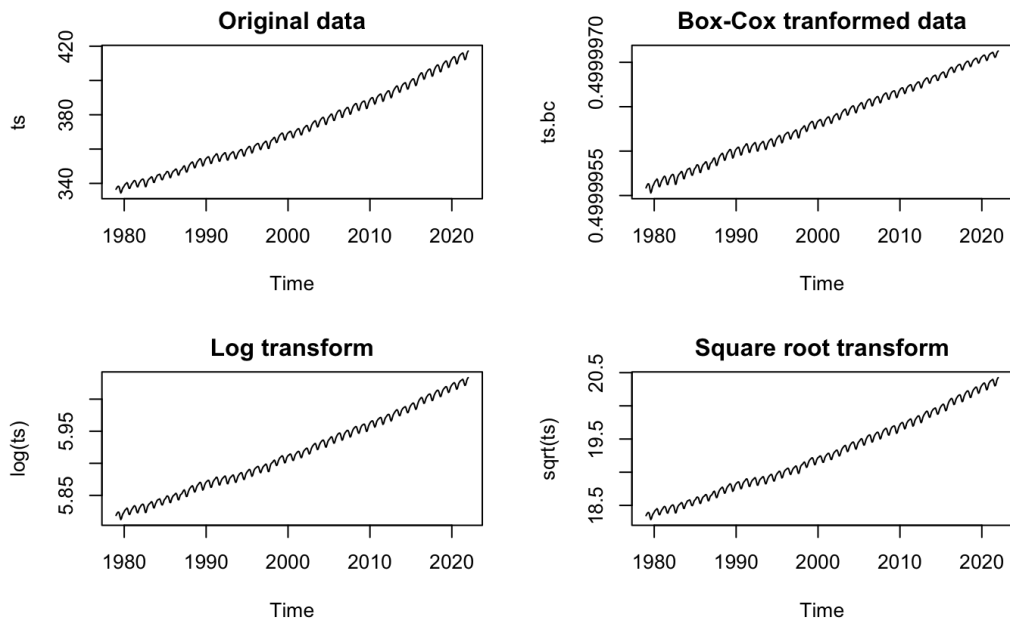 Original data
ts
340
380
420
1980 1990 2000 2010 2020
Time
Box-Cox tranformed data
ts.bc
0.4999955
0.4999970
1980 1990 2000 2010 2020
Time
Log transform
log(ts)
5.85
5.95
1980 1990 2000 2010 2020
Time
Square root transform
sqrt(ts)
18.5
19.5
20.5
1980 1990 2000 2010 2020
Time